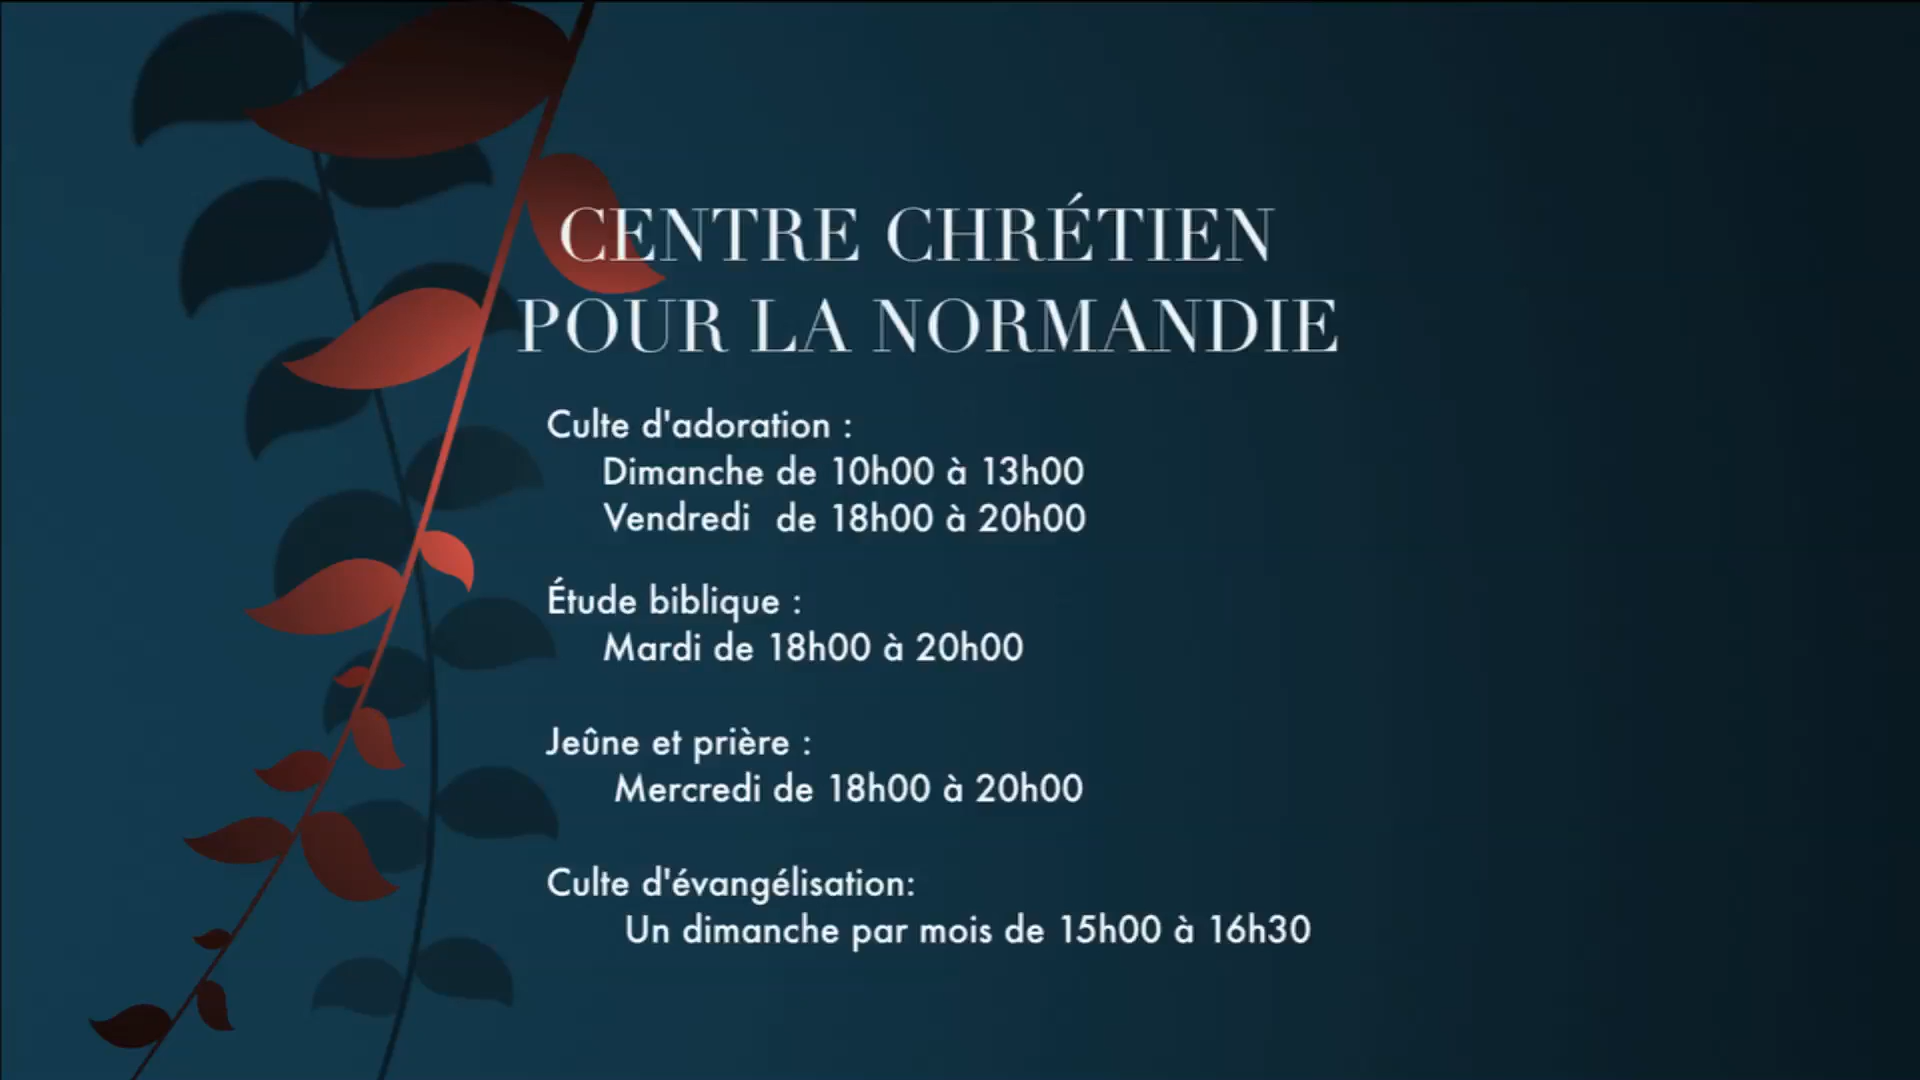 CENTRE CHRÉTIEN
POUR LA NORMANDIE
Culte d'adoration :
Dimanche de 10h00 à 13h00
Vendredi de 18h00 à 20h00
Étude biblique :
Mardi de 18h00 à 20h00
Jeûne et prière :
Mercredi de 18h00 à 20h00
Culte d'évangélisation:
Un dimanche par mois de 15h00 à 16h30